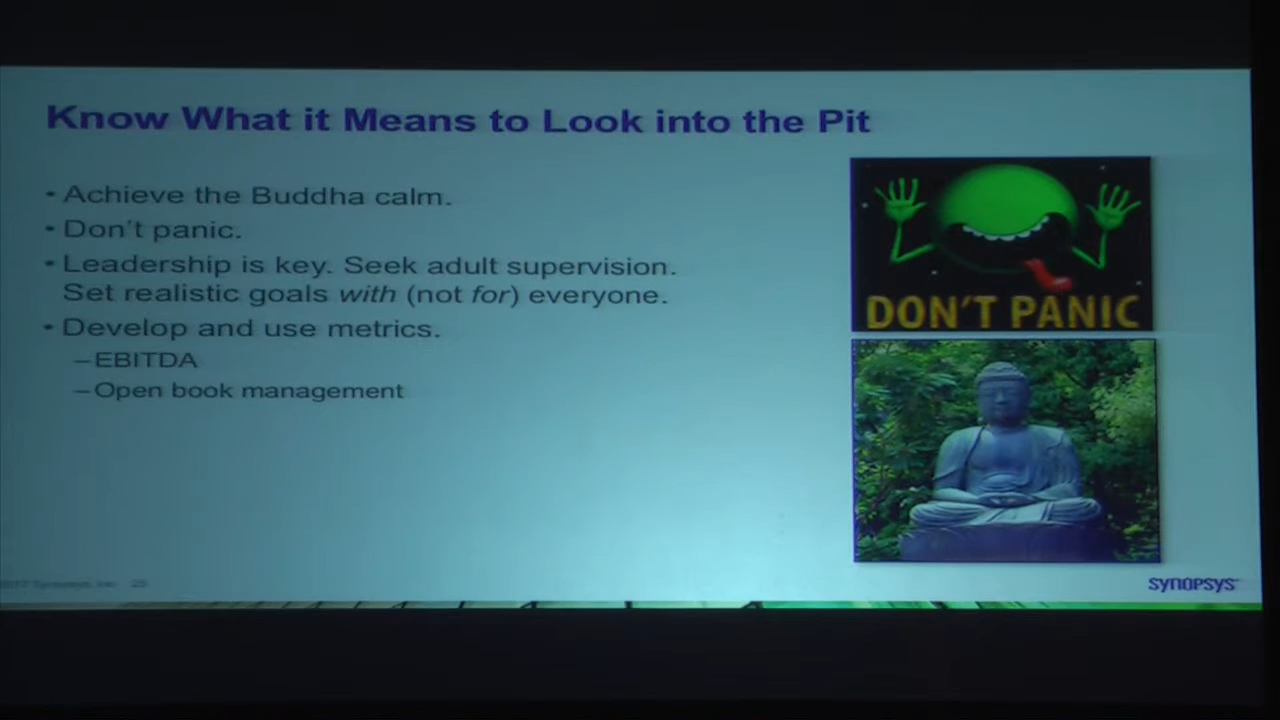 Know What it Means to Look into the Pit
• Achieve the Buddha calm.
• Don't panic.
• Leadership is key. Seek adult supervision.
Set realistic goals with (not for) everyone.
• Develop and use metrics.
–EBITDA
–Open book management
DON'T PANIC
SYNOPSYS